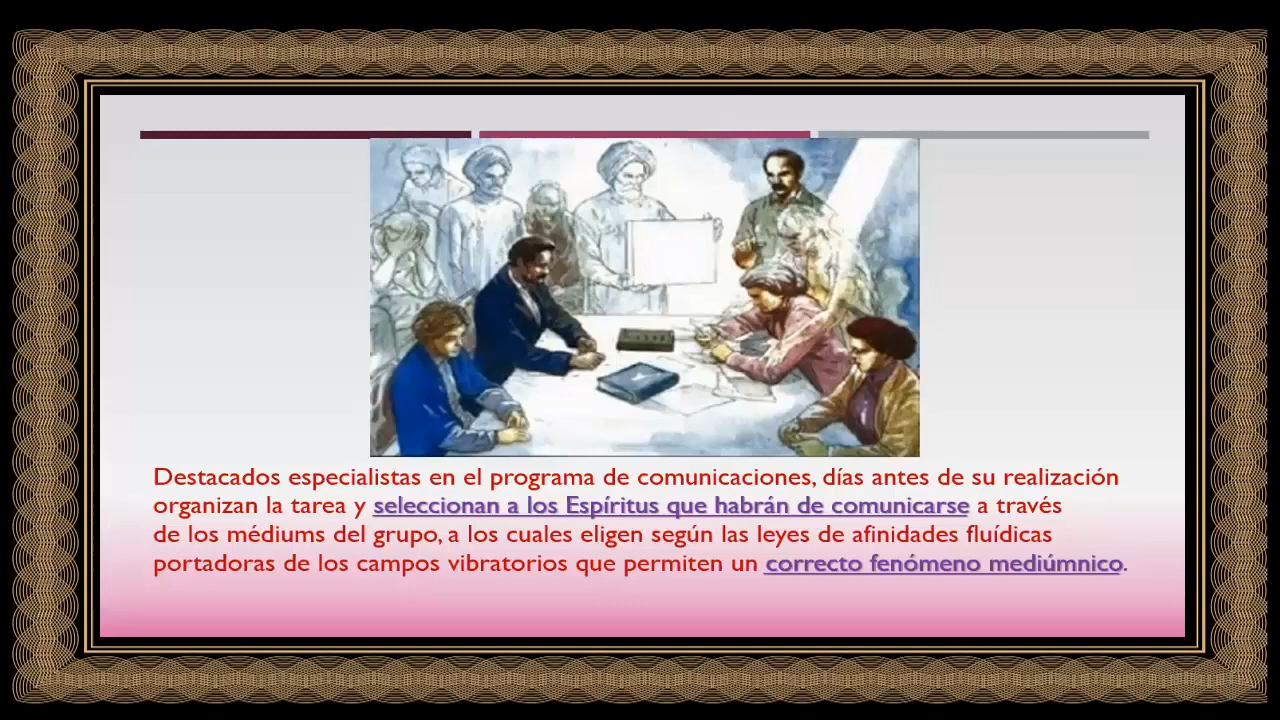 Destacados especialistas en el programa de comunicaciones, días antes de su realización
organizan la tarea y seleccionan a los Espíritus que habrán de comunicarse a través
de los médiums del grupo, a los cuales eligen según las leyes de afinidades fluídicas
portadoras de los campos vibratorios que permiten un correcto fenómeno mediúmnico.